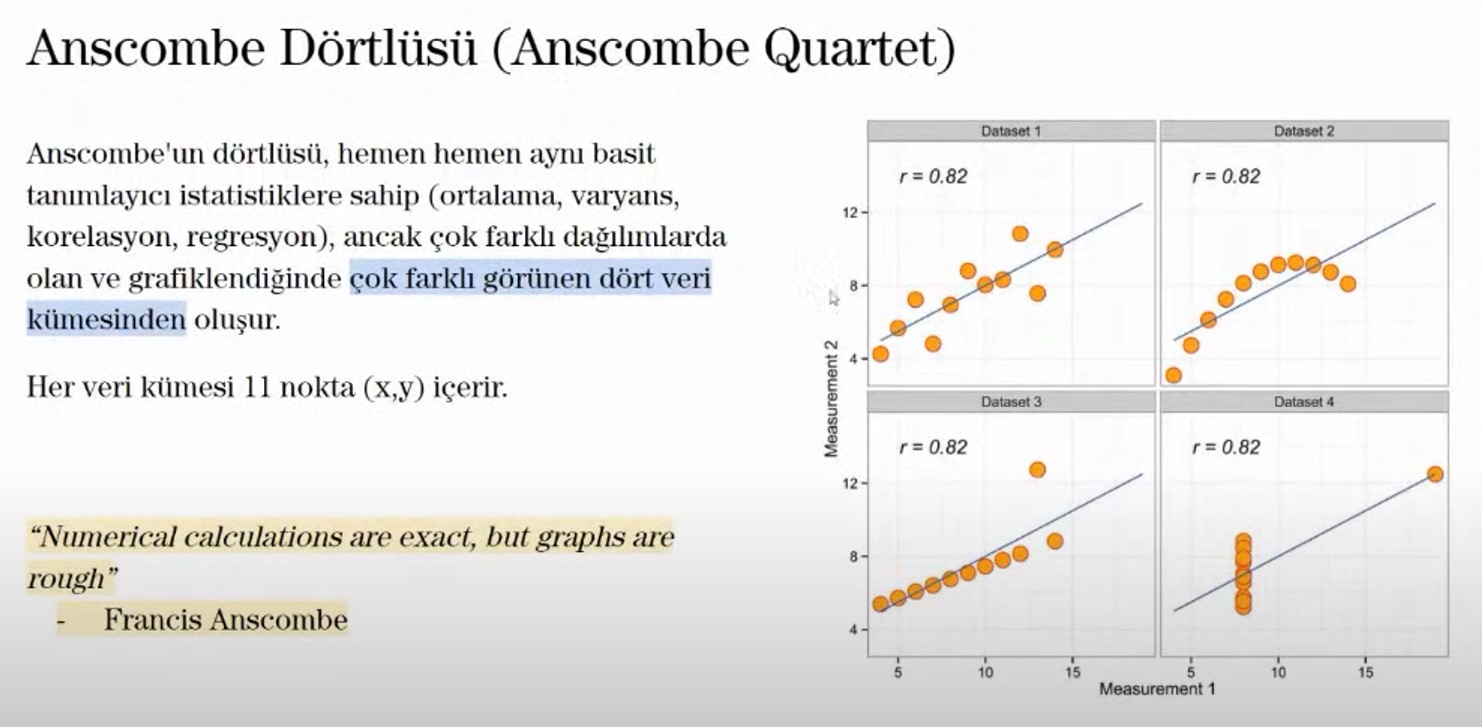 Anscombe Dörtlüsü (Anscombe Quartet)
Anscombe'un dörtlüsü, hemen hemen aynı basit
tanımlayıcı istatistiklere sahip (ortalama, varyans,
korelasyon, regresyon), ancak çok farklı dağılımlarda
olan ve grafiklendiğinde çok farklı görünen dört veri
kümesinden oluşur.
Her veri kümesi 11 nokta (x,y) içerir.
“Numerical calculations are exact, but graphs are
rough”
- Francis Anscombe
Dataset 1
Dataset 2
r = 0.82
r = 0.82
12
8
4
Dataset 3
Dataset 4
r = 0.82
r = 0.82
12
8
4
Measurement 2
5 10 15
5 10 15
Measurement 1